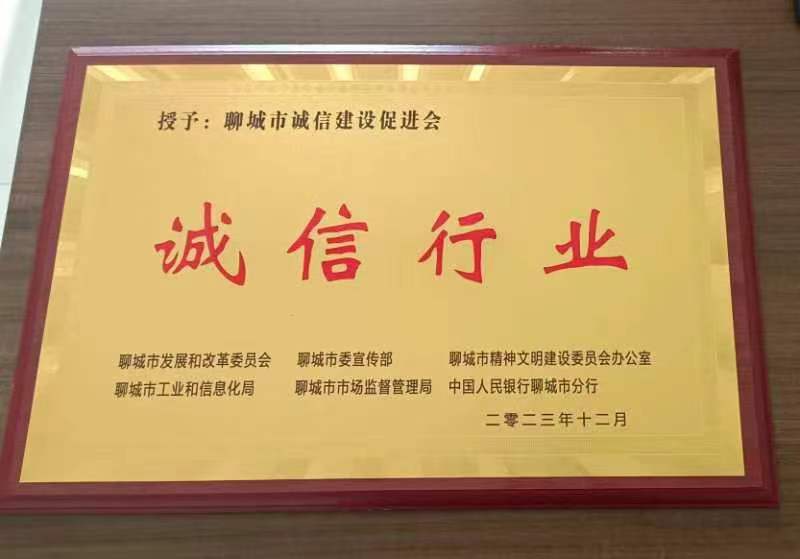 授予：聊城市诚信建设促进会
诚信行业
聊城市发展和改革委员会 聊城市委宣传部 聊城市精神文明建设委员会办公室
聊城市工业和信息化局 聊城市市场监督管理局 中国人民银行聊城市分行
二零二三年十二月